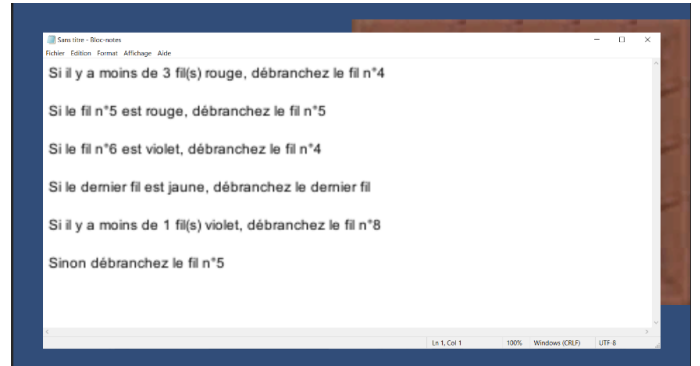 Sans titre - Bloc-notes
Fichier Edition Format Affichage Aide
Si il y a moins de 3 fil(s) rouge, débranchez le fil n°4
Si le fil n°5 est rouge, débranchez le fil n°5
Si le fil n°6 est violet, débranchez le fil n°4
Si le dernier fil est jaune, débranchez le dernier fil
Si il y a moins de 1 fil(s) violet, débranchez le fil n°8
Sinon débranchez le fil n°5
Ln 1, Col 1 100% Windows (CRLF) UTF-8